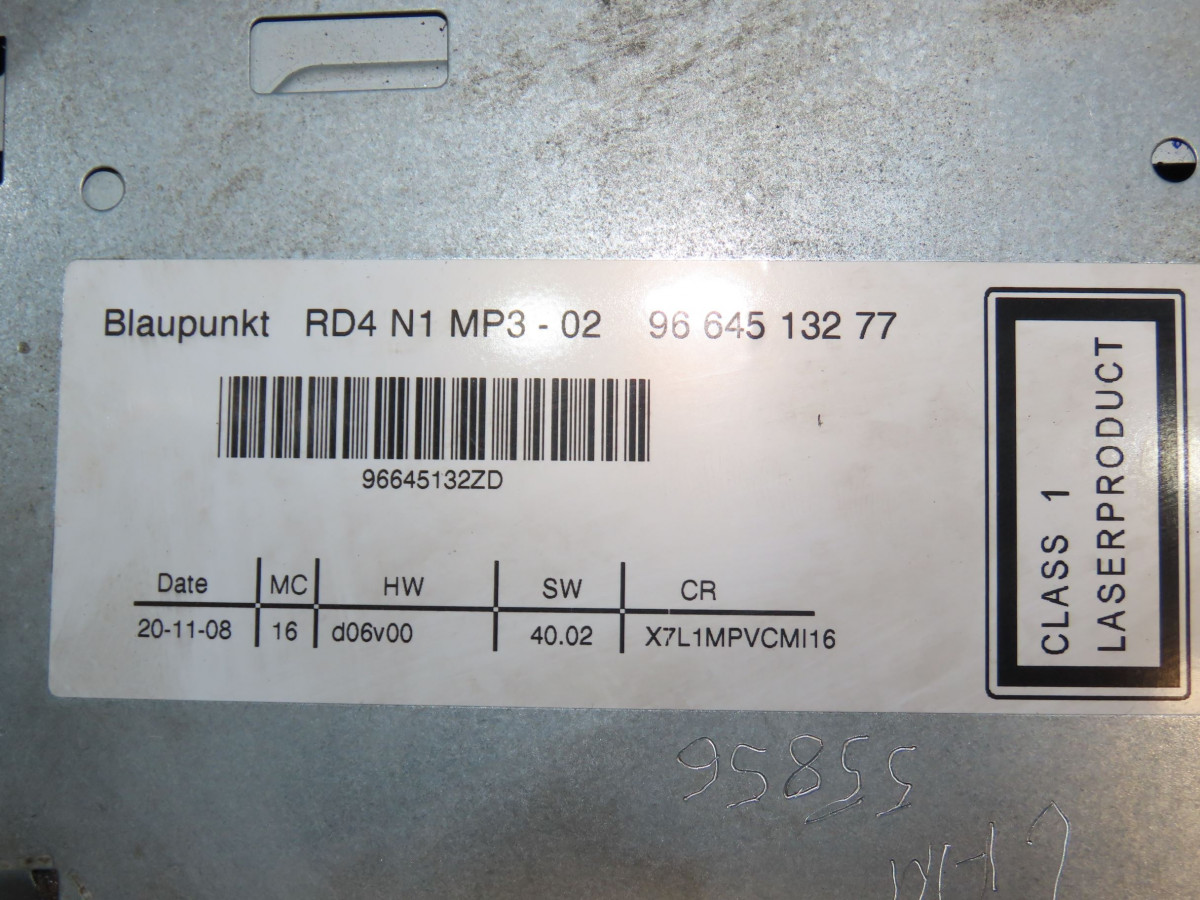 Blaupunkt RD4 N1 MP3 - 02 96 645 132 77
96645132ZD
Date MC HW SW CR
20-11-08 16 d06v00 40.02 X7L1MPVCMI16
CLASS 1
LASERPRODUCT